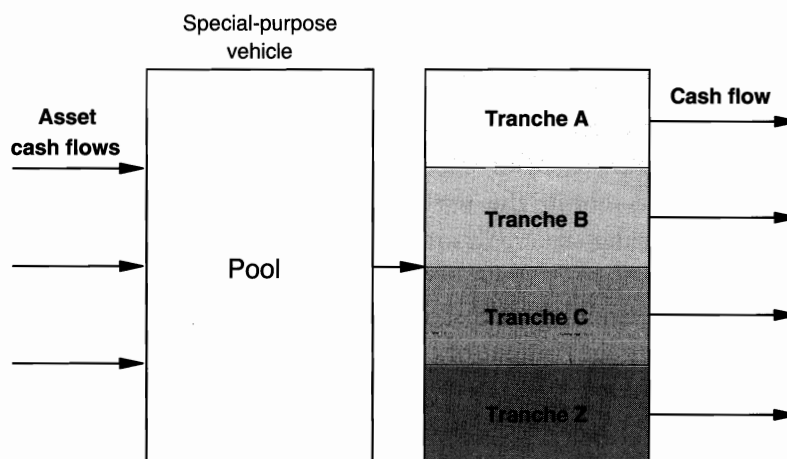 Special-purpose
vehicle
Asset
cash flows
Pool
Tranche A
Tranche B
Tranche C
Tranche Z
Cash flow